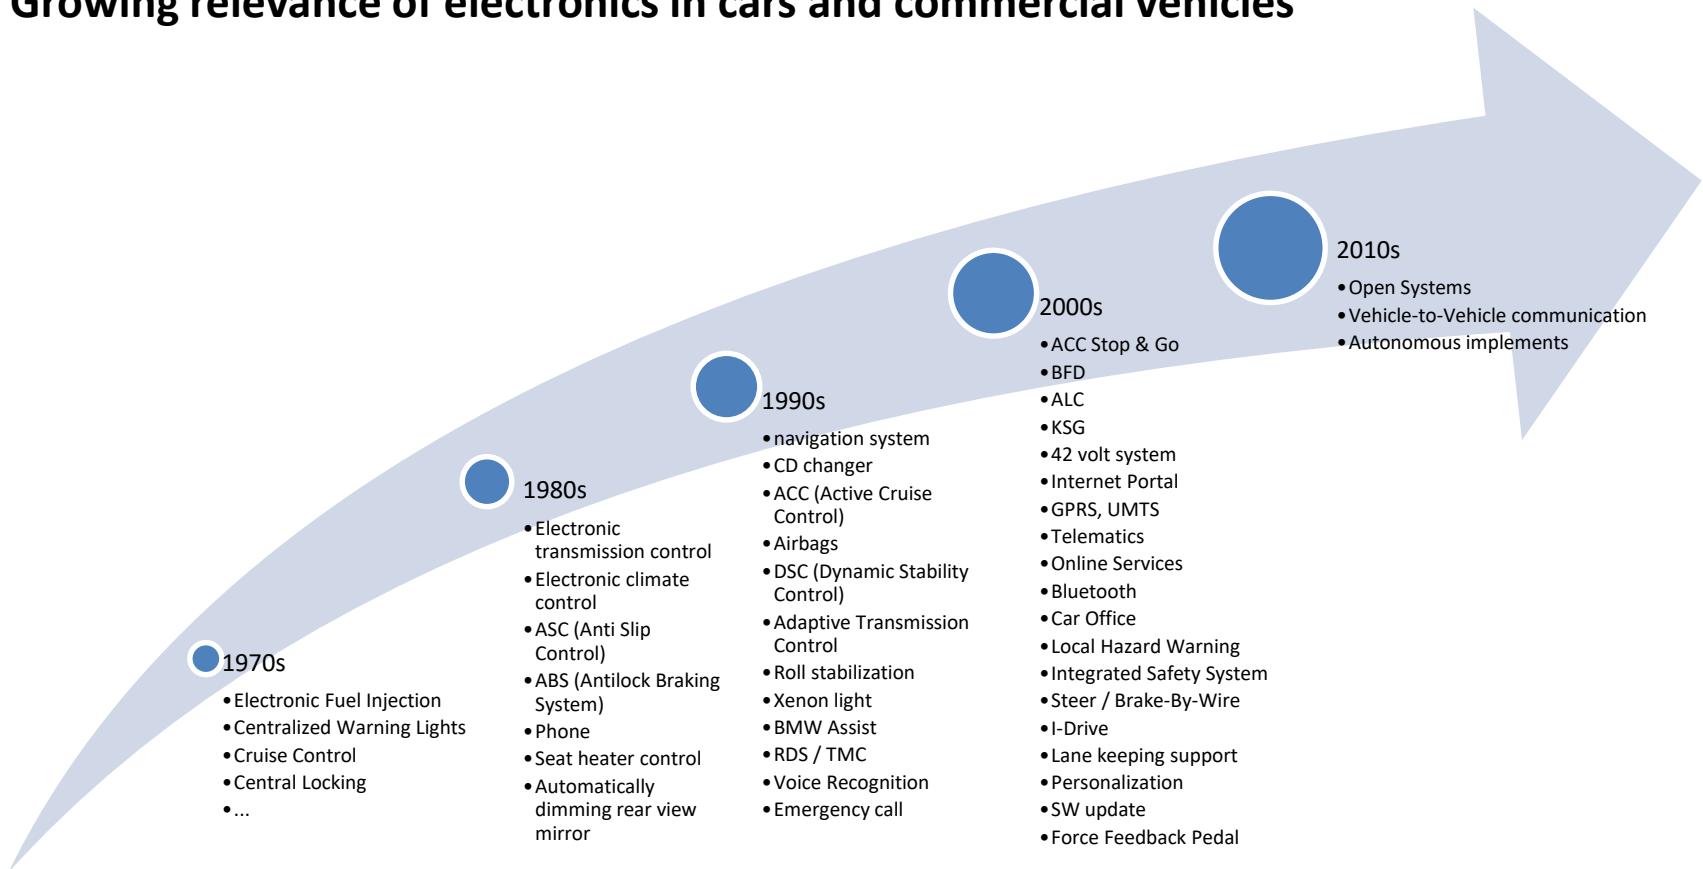 Growing relevance of electronics in cars and commercial vehicles
1970s
•Electronic Fuel Injection
•Centralized Warning Lights
•Cruise Control
•Central Locking
•...
1980s
•Electronic
transmission control
•Electronic climate
control
•ASC (Anti Slip
Control)
•ABS (Antilock Braking
System)
•Phone
•Seat heater control
•Automatically
dimming rear view
mirror
1990s
•navigation system
•CD changer
•ACC (Active Cruise
Control)
•Airbags
•DSC (Dynamic Stability
Control)
•Adaptive Transmission
Control
•Roll stabilization
•Xenon light
•BMW Assist
•RDS / TMC
•Voice Recognition
•Emergency call
2000s
•ACC Stop & Go
•BFD
•ALC
•KSG
•42 volt system
•Internet Portal
•GPRS, UMTS
•Telematics
•Online Services
•Bluetooth
•Car Office
•Local Hazard Warning
•Integrated Safety System
•Steer / Brake-By-Wire
•I-Drive
•Lane keeping support
•Personalization
•SW update
•Force Feedback Pedal
2010s
•Open Systems
•Vehicle-to-Vehicle communication
•Autonomous implements